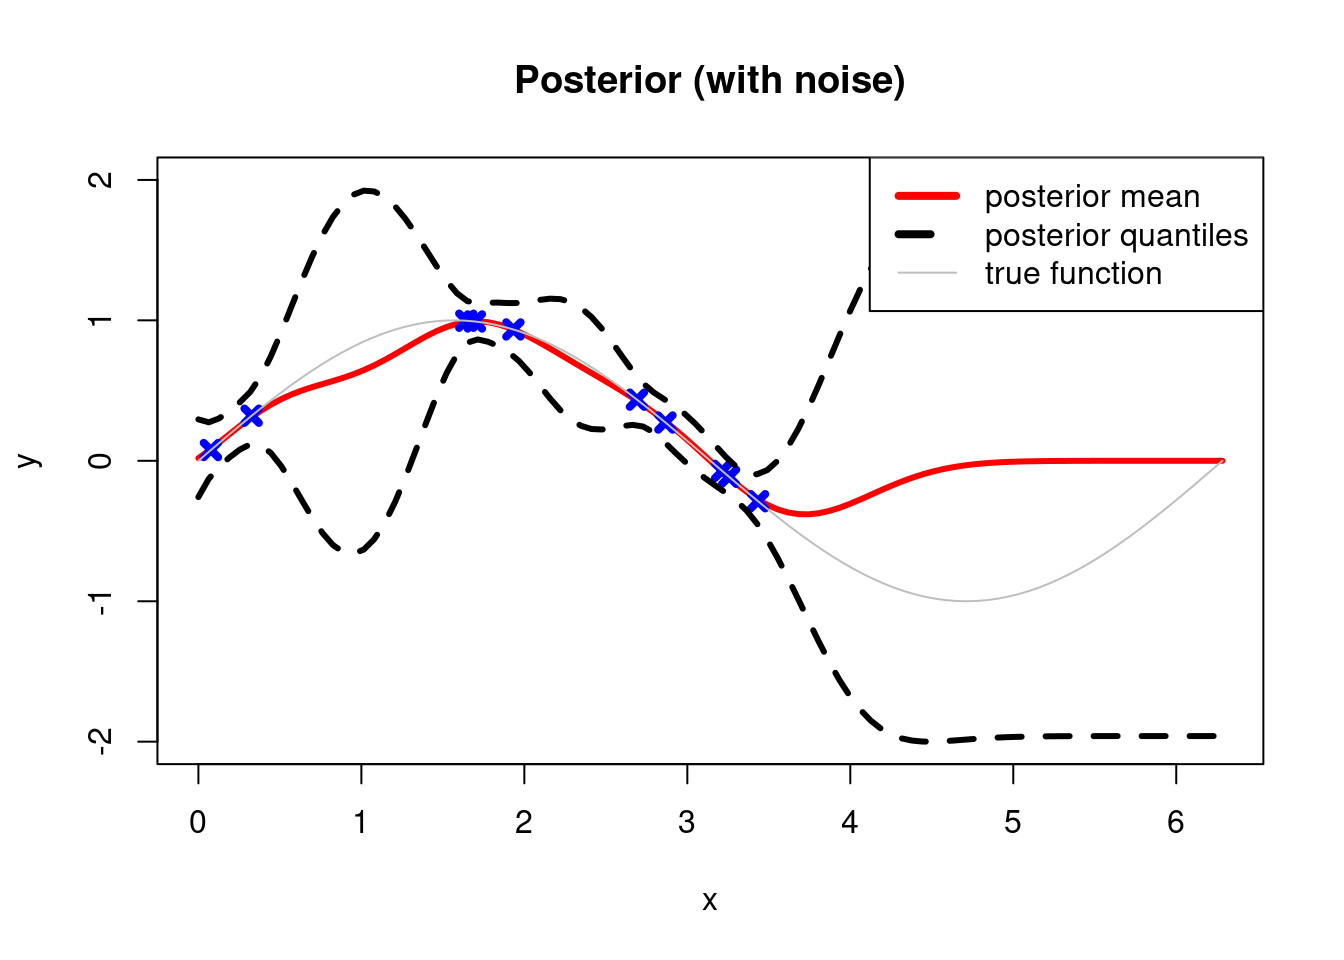 Posterior (with noise)
posterior mean
posterior quantiles
true function
y
2
1
0
-1
-2
0 1 2 3 4 5 6
x